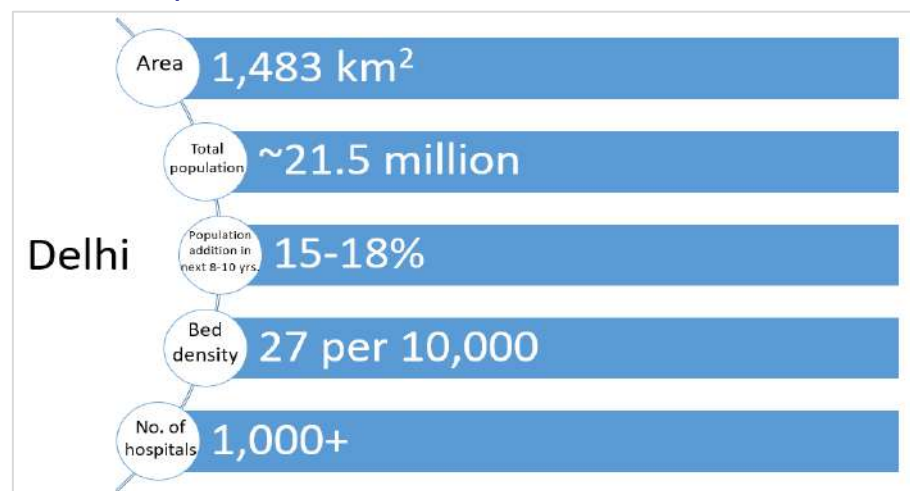 Area
1,483 km²
Total
population
~21.5 million
Delhi
Population
addition in
next 8-10 yrs.
15-18%
Bed
density
27 per 10,000
No. of
hospitals
1,000+